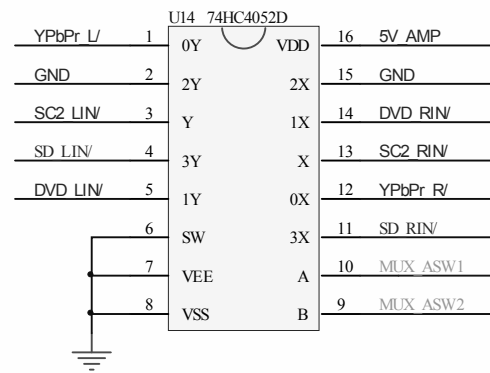 U14 74HC4052D
YPbPr_L/ 1 0Y VDD 16 5V_AMP
GND 2 2Y 2X 15 GND
SC2_LIN/ 3 Y 1X 14 DVD_RIN/
SD_LIN/ 4 3Y X 13 SC2_RIN/
DVD_LIN/ 5 1Y 0X 12 YPbPr_R/
6 SW 3X 11 SD_RIN/
7 VEE A 10 MUX_ASW1
8 VSS B 9 MUX_ASW2